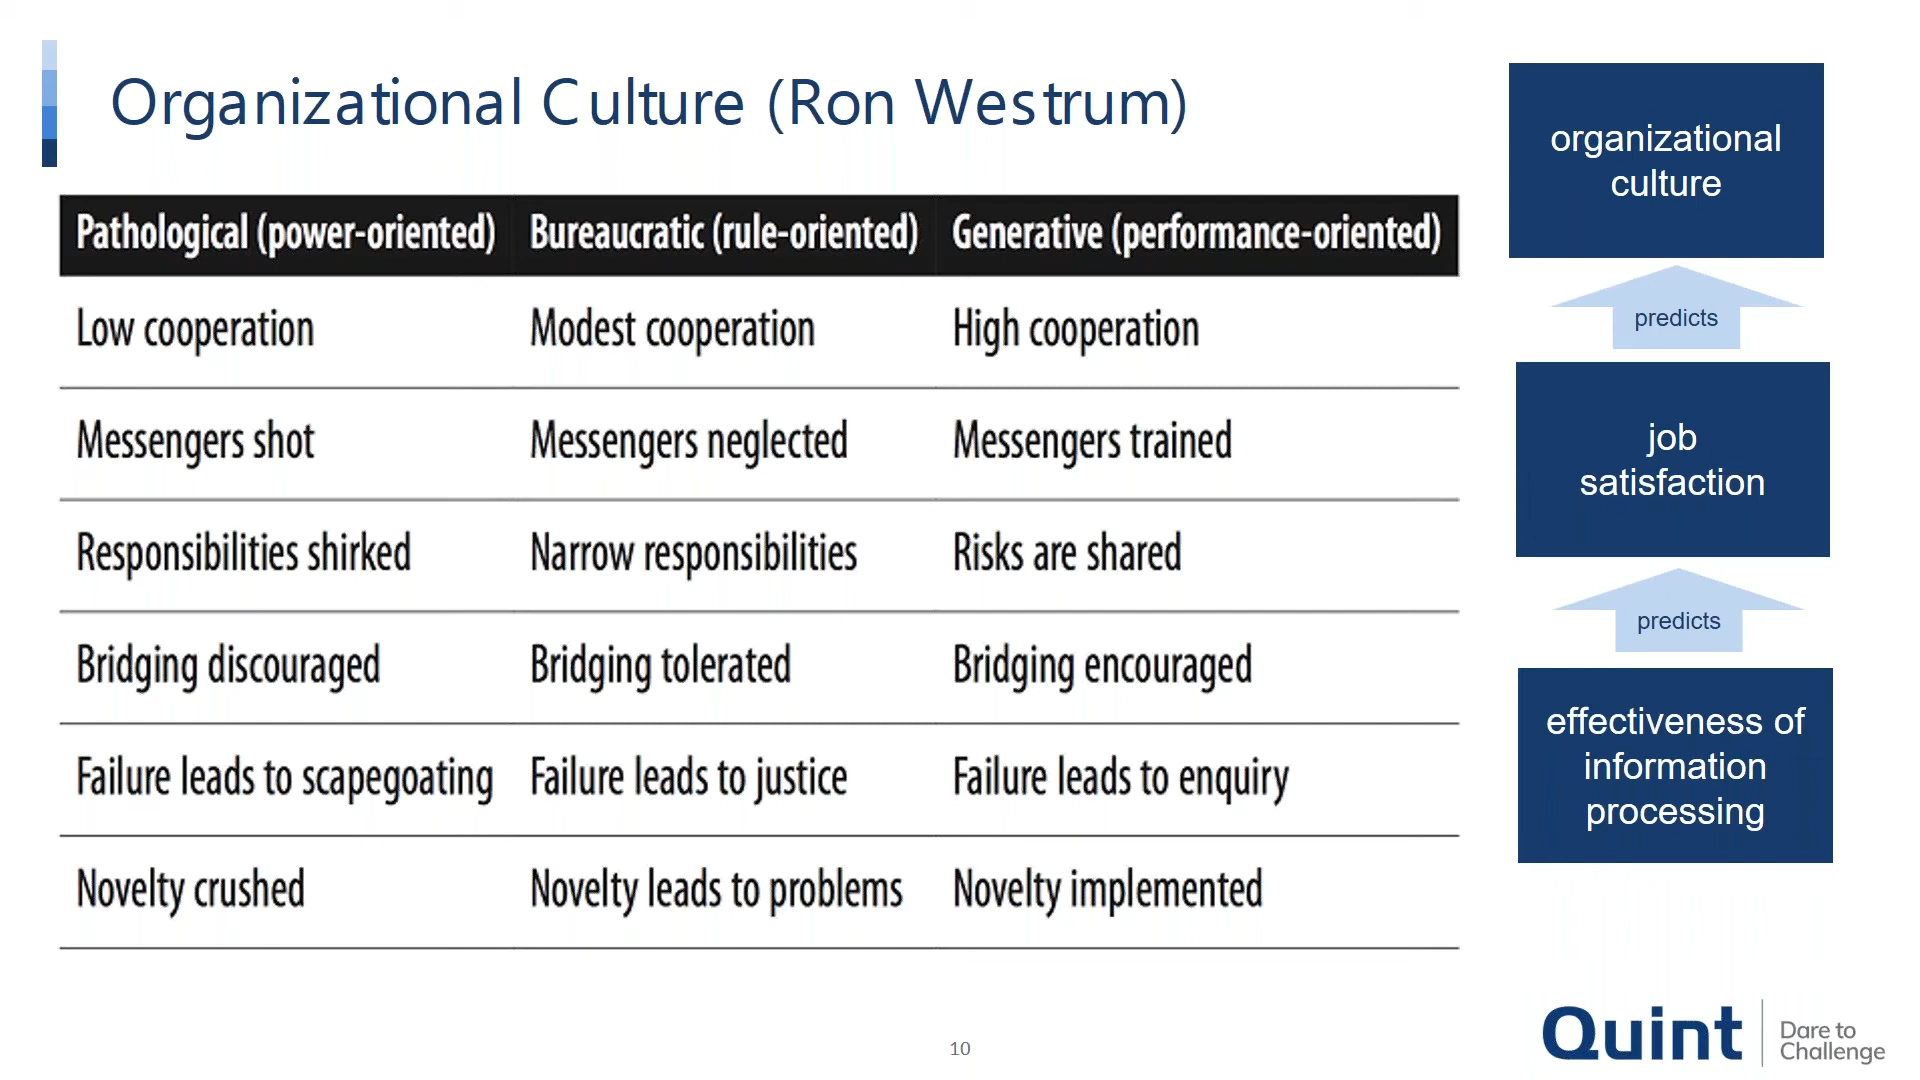 Organizational Culture (Ron Westrum)
Pathological (power-oriented) Bureaucratic (rule-oriented) Generative (performance-oriented)
Low cooperation Modest cooperation High cooperation
Messengers shot Messengers neglected Messengers trained
Responsibilities shirked Narrow responsibilities Risks are shared
Bridging discouraged Bridging tolerated Bridging encouraged
Failure leads to scapegoating Failure leads to justice Failure leads to enquiry
Novelty crushed Novelty leads to problems Novelty implemented
organizational
culture
predicts
job
satisfaction
predicts
effectiveness of
information
processing
10
Quint
Dare to
Challenge